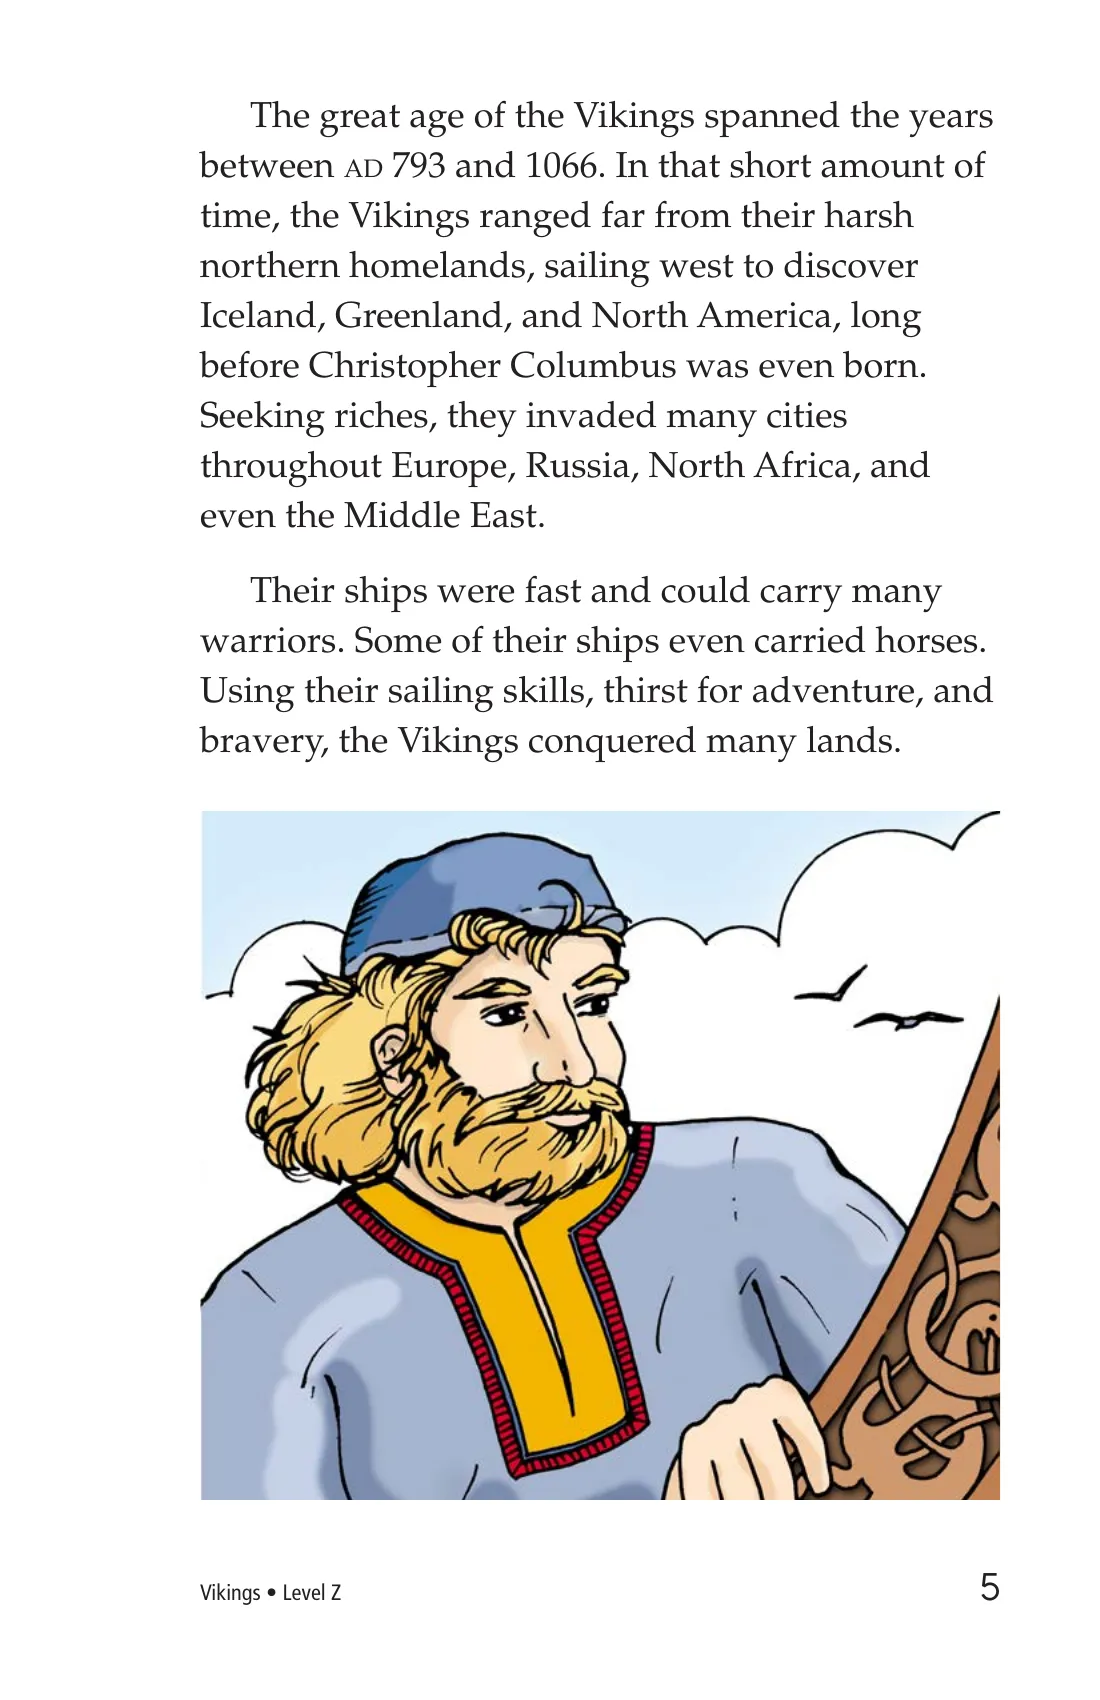 The great age of the Vikings spanned the years
between AD 793 and 1066. In that short amount of
time, the Vikings ranged far from their harsh
northern homelands, sailing west to discover
Iceland, Greenland, and North America, long
before Christopher Columbus was even born.
Seeking riches, they invaded many cities
throughout Europe, Russia, North Africa, and
even the Middle East.
Their ships were fast and could carry many
warriors. Some of their ships even carried horses.
Using their sailing skills, thirst for adventure, and
bravery, the Vikings conquered many lands.
Vikings • Level Z
5